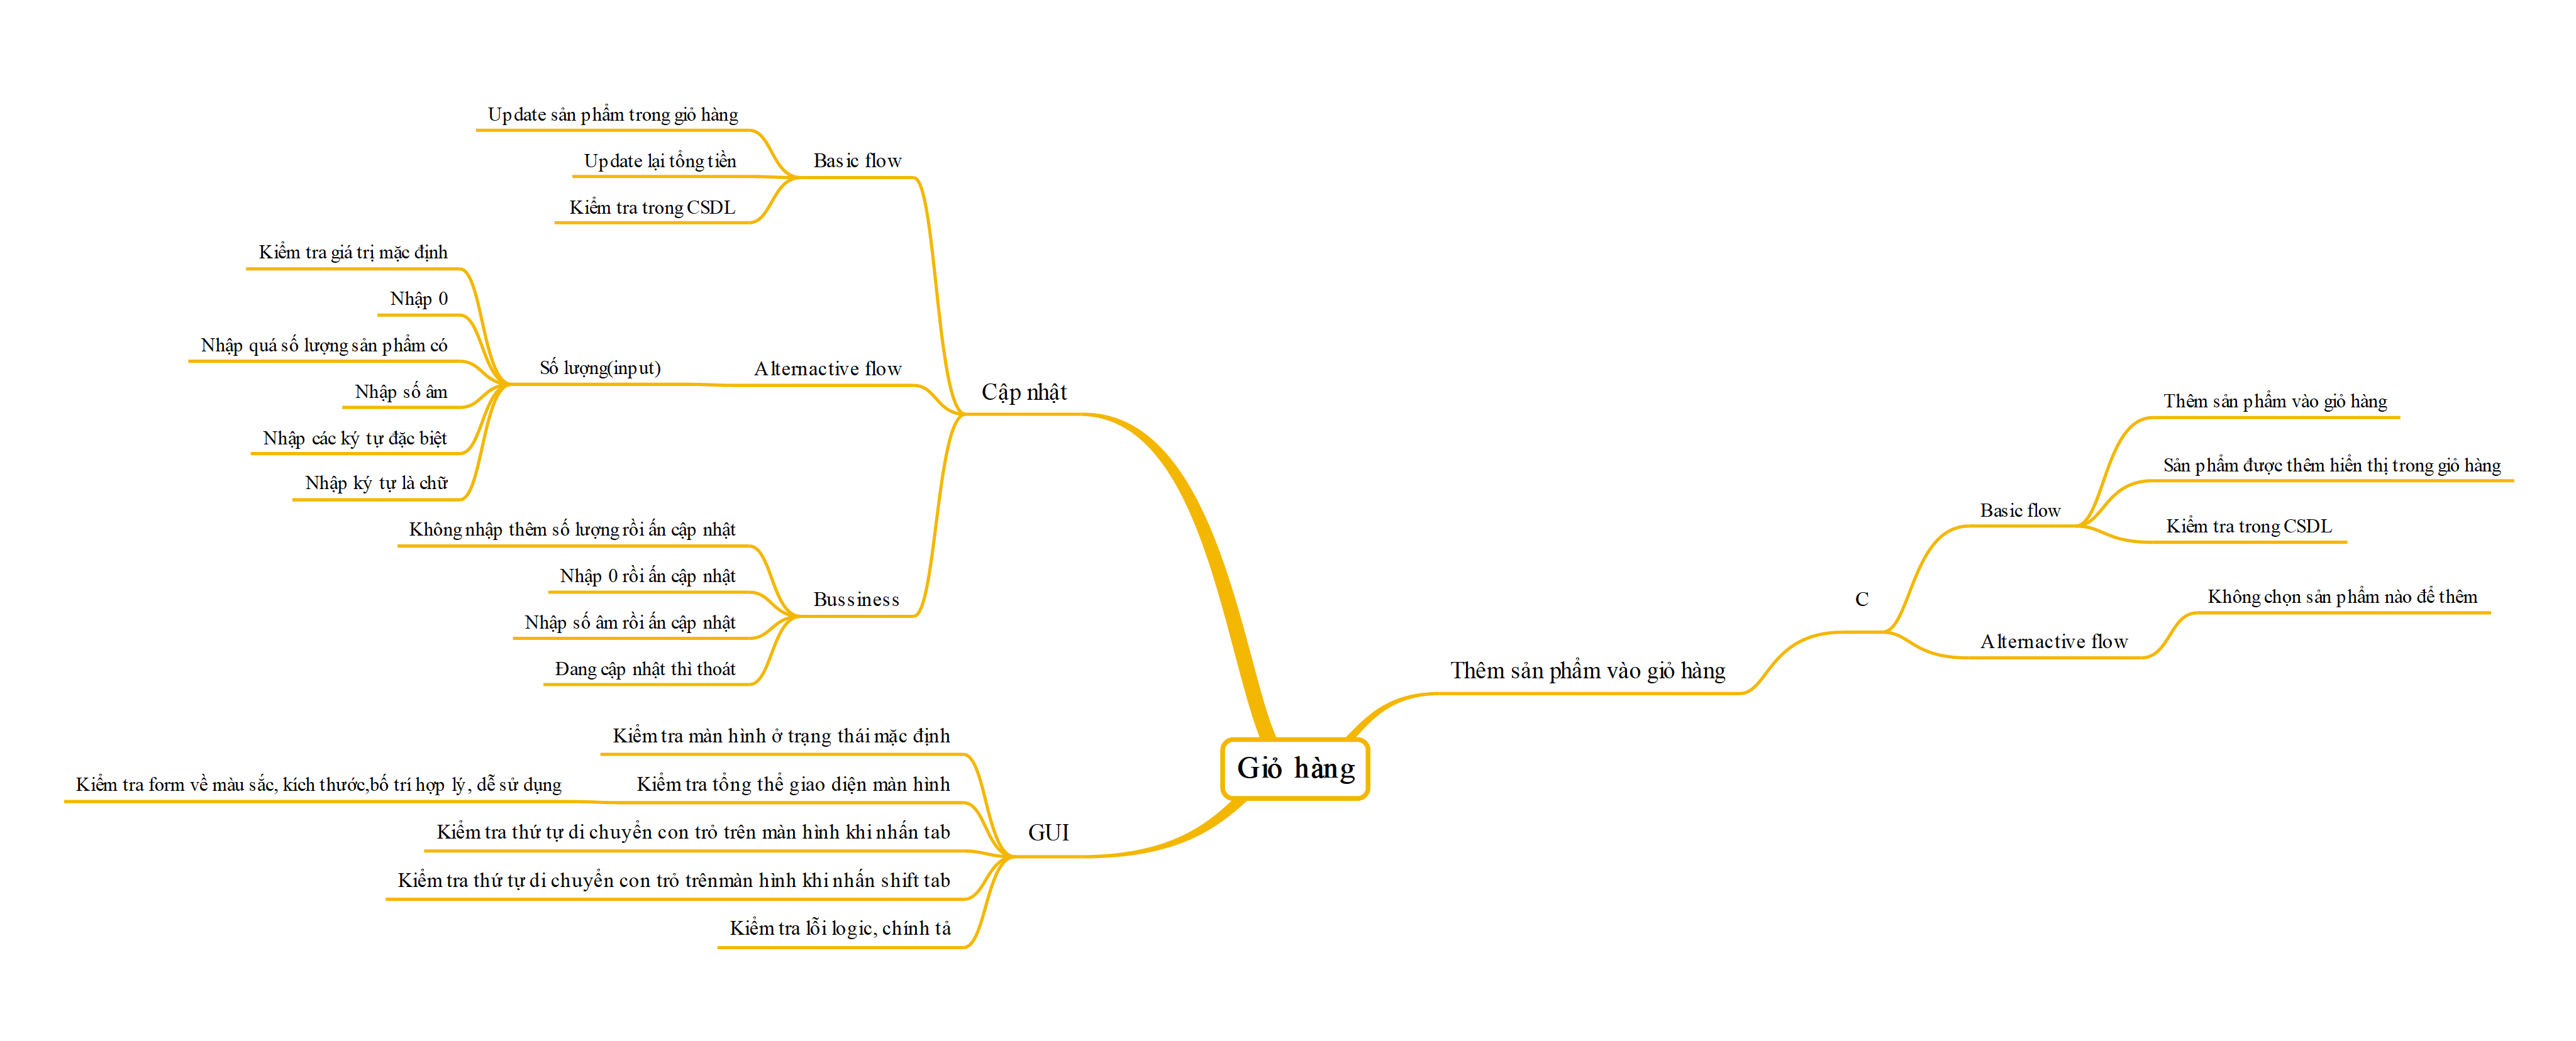 Giỏ hàng
Thêm sản phẩm vào giỏ hàng
C
Basic flow
Thêm sản phẩm vào giỏ hàng
Sản phẩm được thêm hiển thị trong giỏ hàng
Kiểm tra trong CSDL
Alternactive flow
Không chọn sản phẩm nào để thêm
Cập nhật
Basic flow
Update sản phẩm trong giỏ hàng
Update lại tổng tiền
Kiểm tra trong CSDL
Alternactive flow
Số lượng(input)
Kiểm tra giá trị mặc định
Nhập 0
Nhập quá số lượng sản phẩm có
Nhập số âm
Nhập các ký tự đặc biệt
Nhập ký tự là chữ
Bussiness
Không nhập thêm số lượng rồi ấn cập nhật
Nhập 0 rồi ấn cập nhật
Nhập số âm rồi ấn cập nhật
Đang cập nhật thì thoát
GUI
Kiểm tra màn hình ở trạng thái mặc định
Kiểm tra tổng thể giao diện màn hình
Kiểm tra form về màu sắc, kích thước,bố trí hợp lý, dễ sử dụng
Kiểm tra thứ tự di chuyển con trỏ trên màn hình khi nhấn tab
Kiểm tra thứ tự di chuyển con trỏ trênmàn hình khi nhấn shift tab
Kiểm tra lỗi logic, chính tả